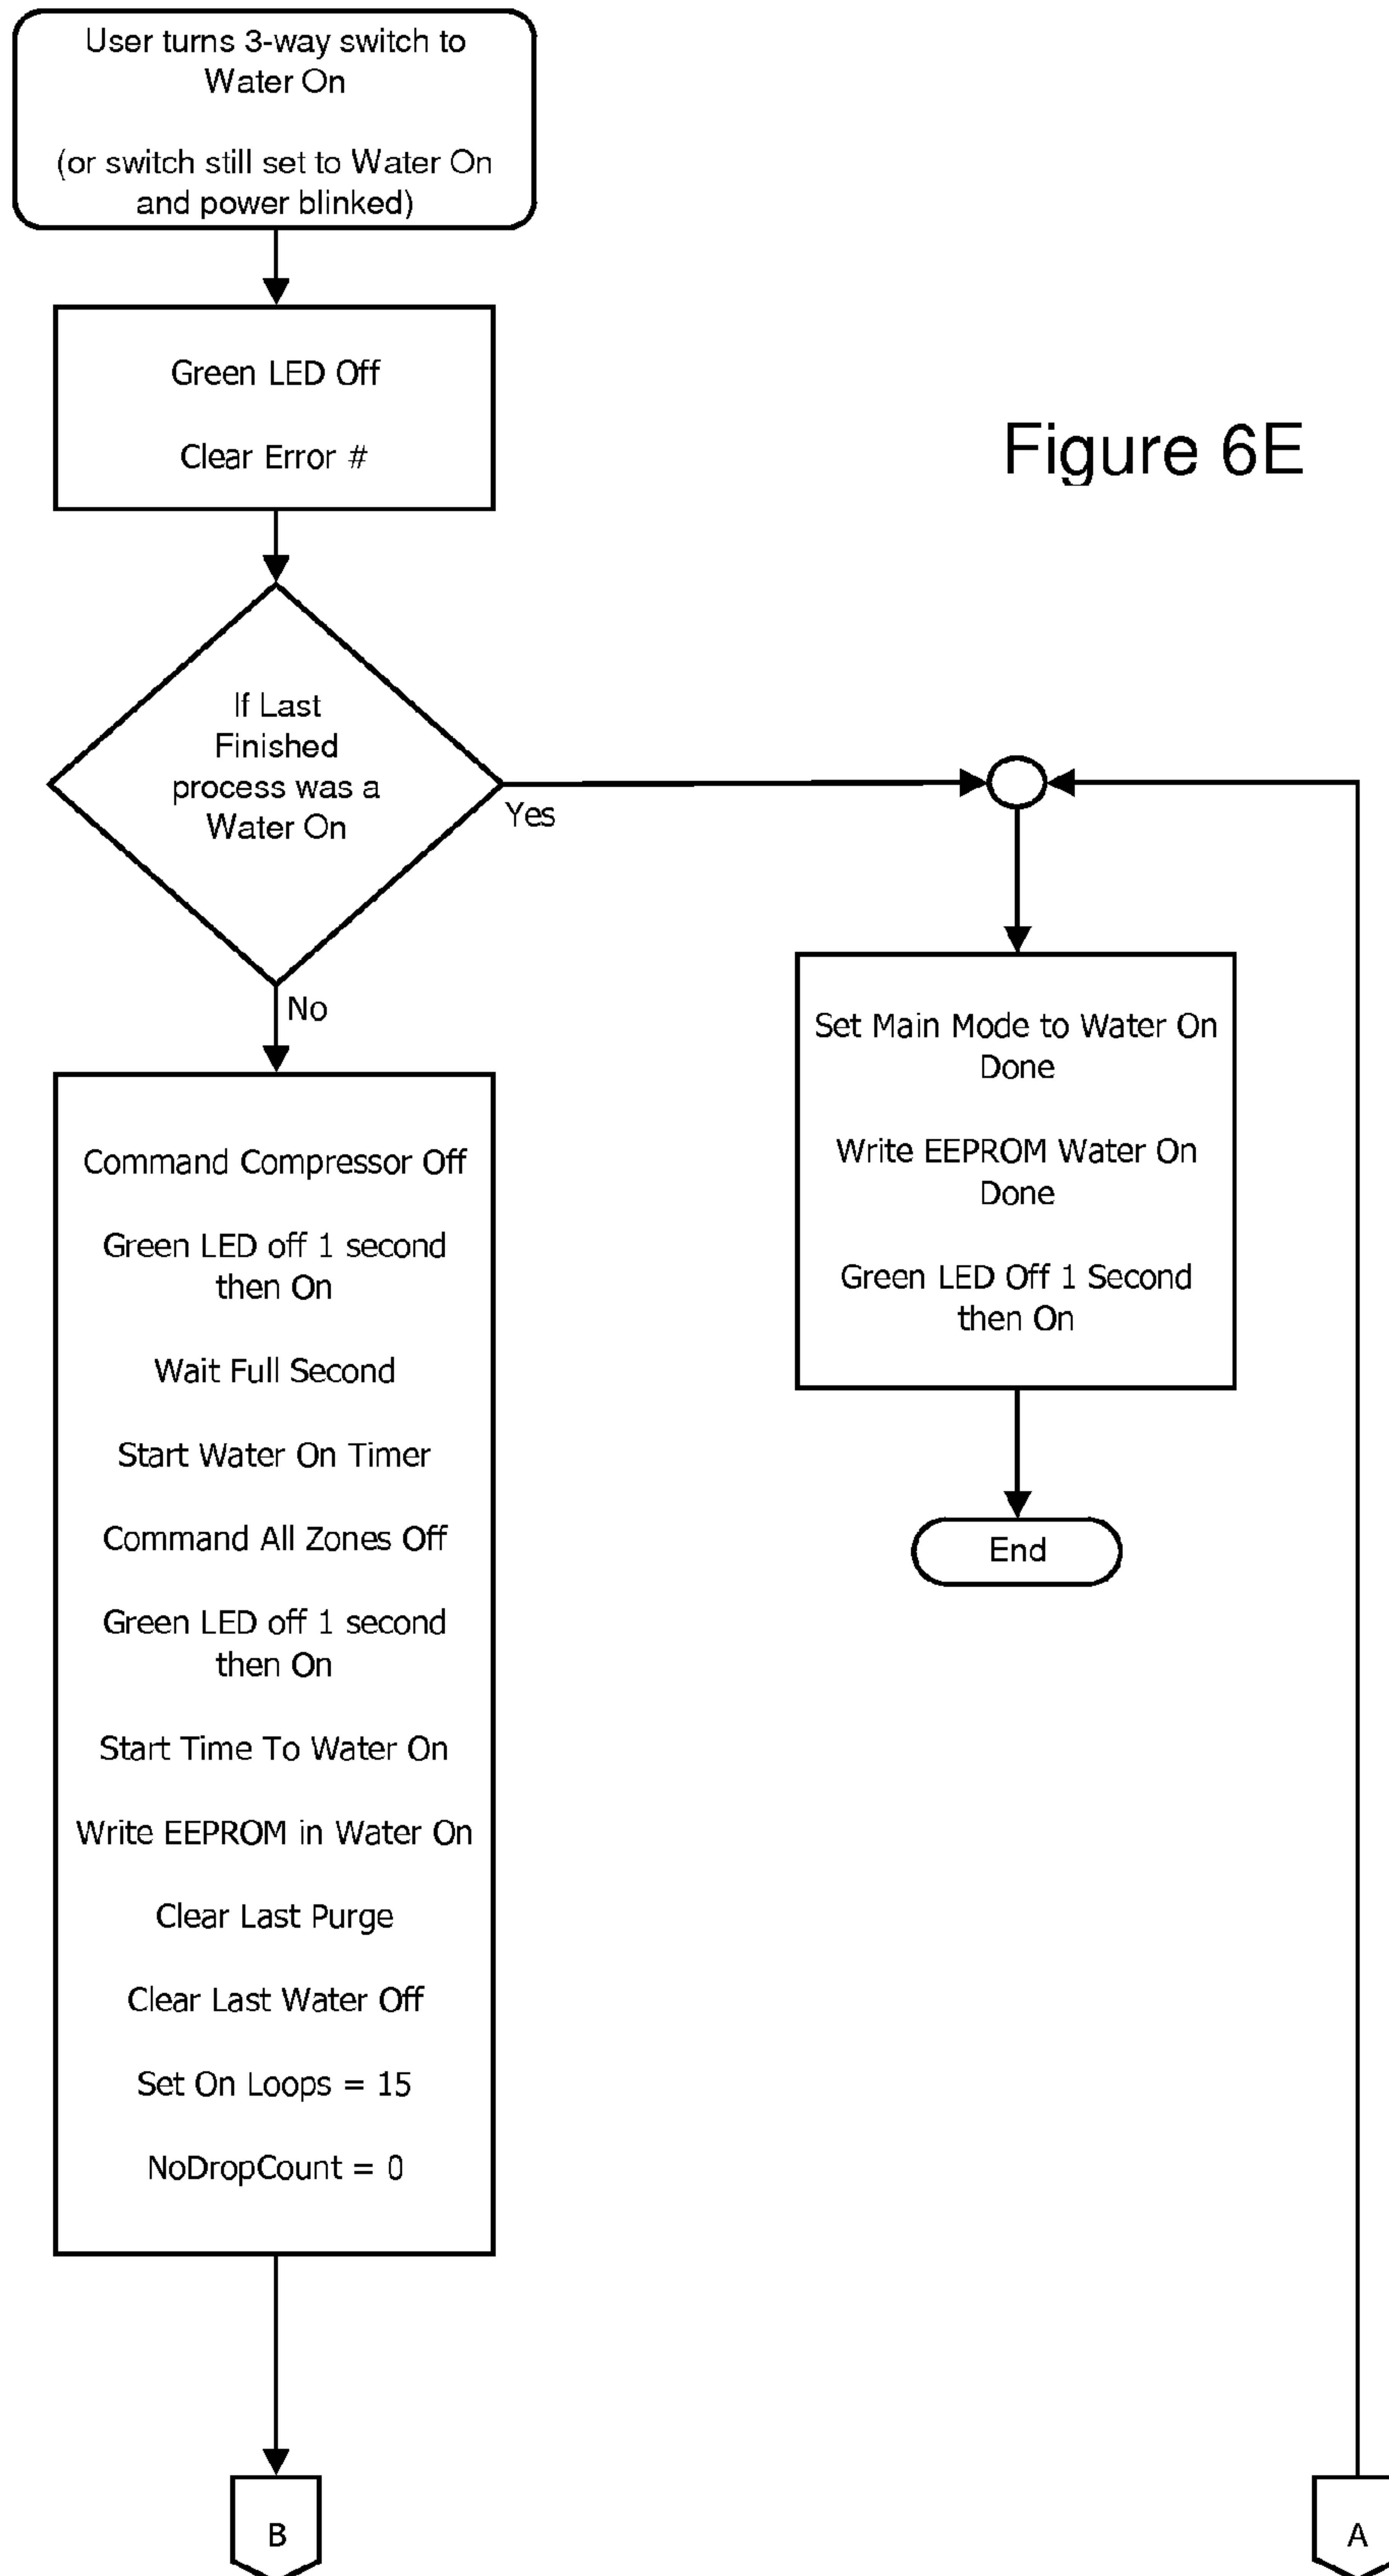 User turns 3-way switch to
Water On
(or switch still set to Water On
and power blinked)
Green LED Off
Clear Error #
Figure 6E
If Last
Finished
process was a
Water On
Yes
No
Set Main Mode to Water On
Done
Write EEPROM Water On
Done
Green LED Off 1 Second
then On
End
Command Compressor Off
Green LED off 1 second
then On
Wait Full Second
Start Water On Timer
Command All Zones Off
Green LED off 1 second
then On
Start Time To Water On
Write EEPROM in Water On
Clear Last Purge
Clear Last Water Off
Set On Loops = 15
NoDropCount = 0
B
A